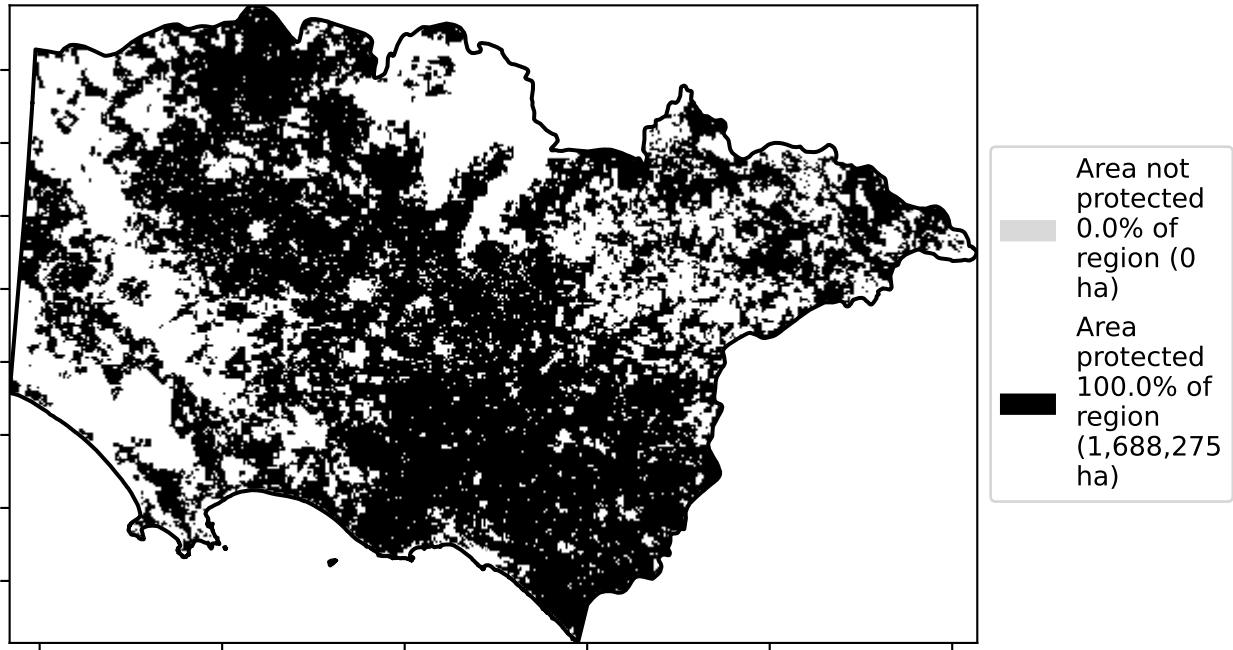 Area not
protected
0.0% of
region (0
ha)
Area
protected
100.0% of
region
(1,688,275
ha)